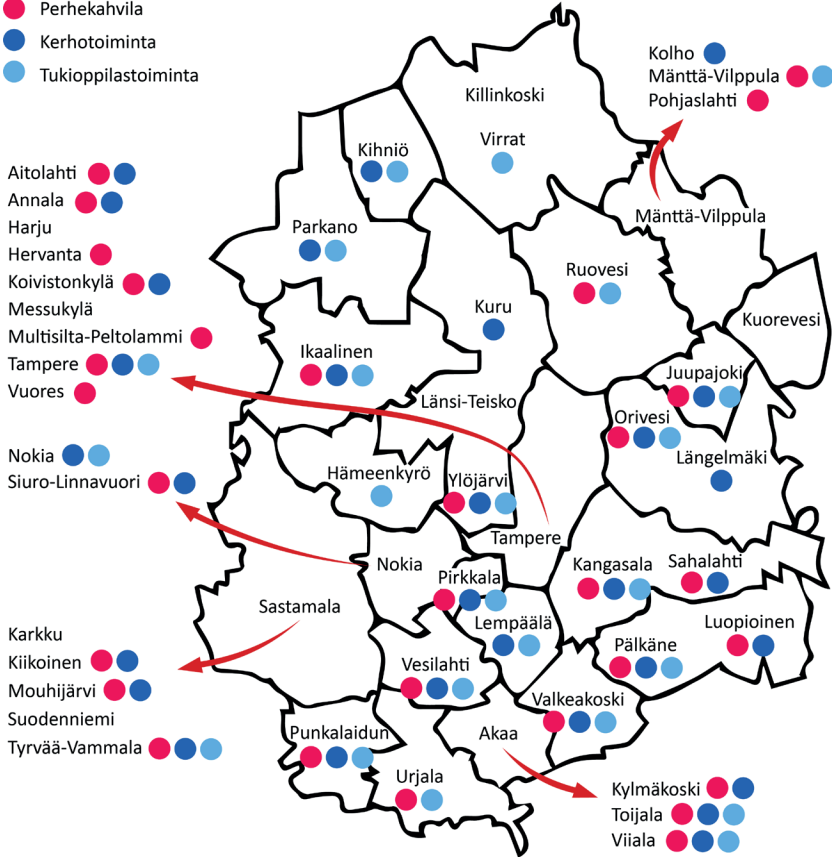 Perhekahvila
Kerhotoiminta
Tukioppilastoiminta
Kolho
Mänttä-Vilppula
Pohjaslahti
Killinkoski
Virrat
Kihniö
Aitolahti
Annala
Harju
Hervanta
Koivistonkylä
Messukylä
Multisilta-Peltolammi
Tampere
Vuores
Mänttä-Vilppula
Parkano
Ruovesi
Kuru
Kuorevesi
Ikaalinen
Juupajoki
Länsi-Teisko
Orivesi
Längelmäki
Nokia
Siuro-Linnavuori
Hämeenkyrö
Ylöjärvi
Tampere
Nokia
Pirkkala
Kangasala
Sahalahti
Sastamala
Lempäälä
Luopioinen
Karkku
Kiikoinen
Mouhijärvi
Suodenniemi
Tyrvää-Vammala
Vesilahti
Pälkäne
Valkeakoski
Punkalaidun
Akaa
Urjala
Kylmäkoski
Toijala
Viiala